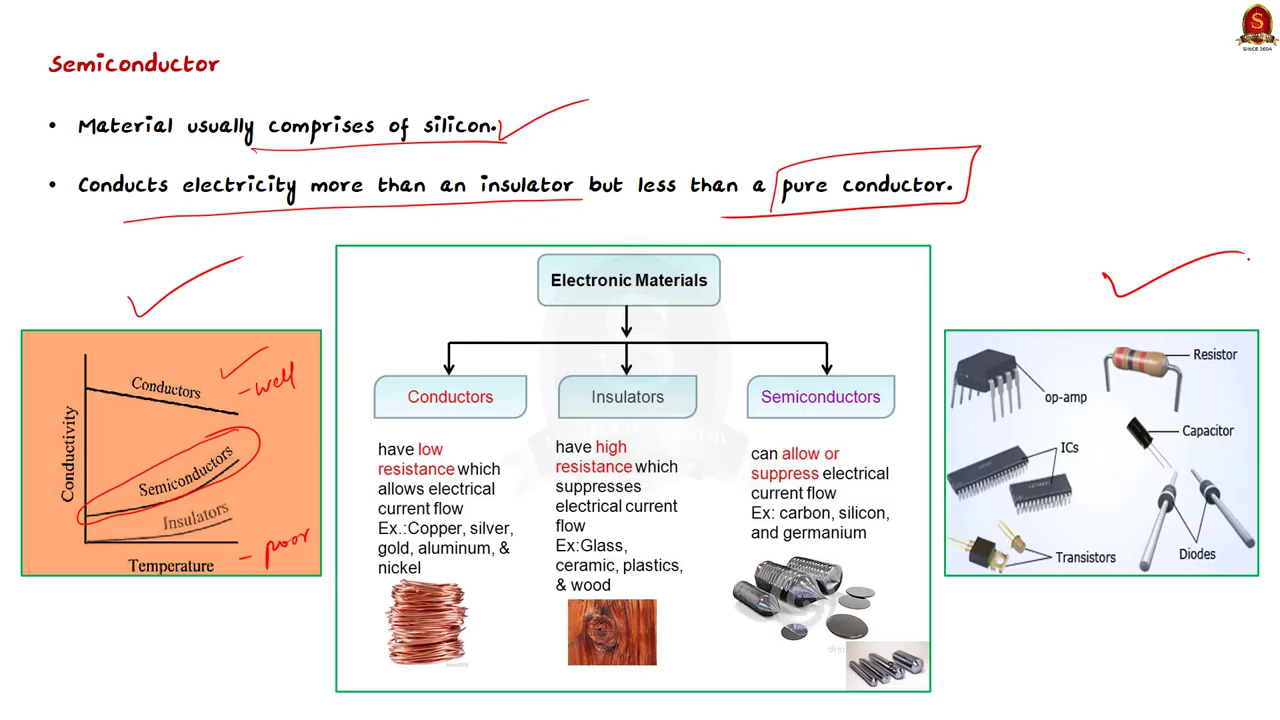 S
SINCE 2004
Semiconductor
• Material usually comprises of silicon.
• Conducts electricity more than an insulator but less than a pure conductor.
Conductivity
Conductors
- well
Semiconductors
Insulators
- poor
Temperature
Electronic Materials
Conductors
have low
resistance which
allows electrical
current flow
Ex.:Copper, silver,
gold, aluminum, &
nickel
Insulators
have high
resistance which
suppresses
electrical current
flow
Ex:Glass,
ceramic, plastics,
& wood
Semiconductors
can allow or
suppress electrical
current flow
Ex: carbon, silicon,
and germanium
Resistor
op-amp
Capacitor
ICs
Transistors
Diodes